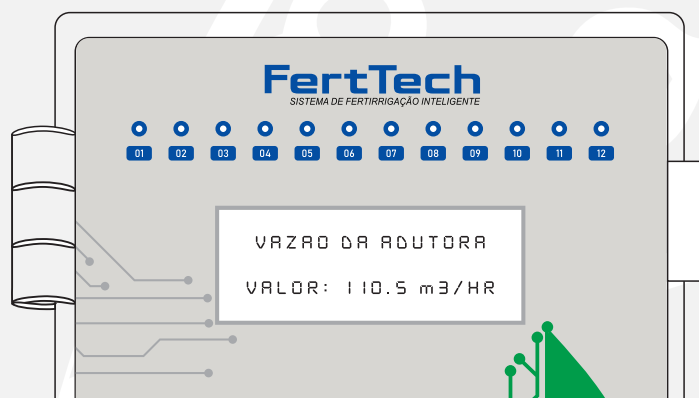 FertTech
SISTEMA DE FERTIRRIGAÇÃO INTELIGENTE
01 02 03 04 05 06 07 08 09 10 11 12
VAZAO DA ADUTORA
VALOR: 110.5 m3/HR